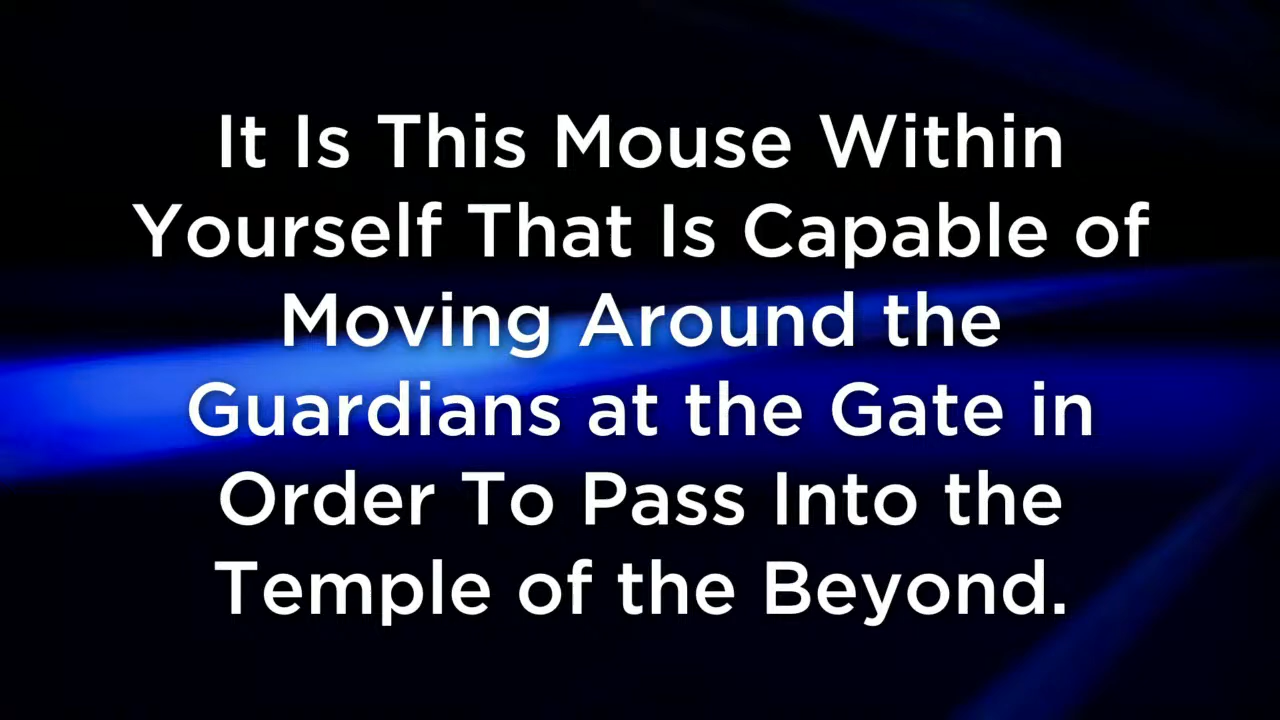 It Is This Mouse Within
Yourself That Is Capable of
Moving Around the
Guardians at the Gate in
Order To Pass Into the
Temple of the Beyond.